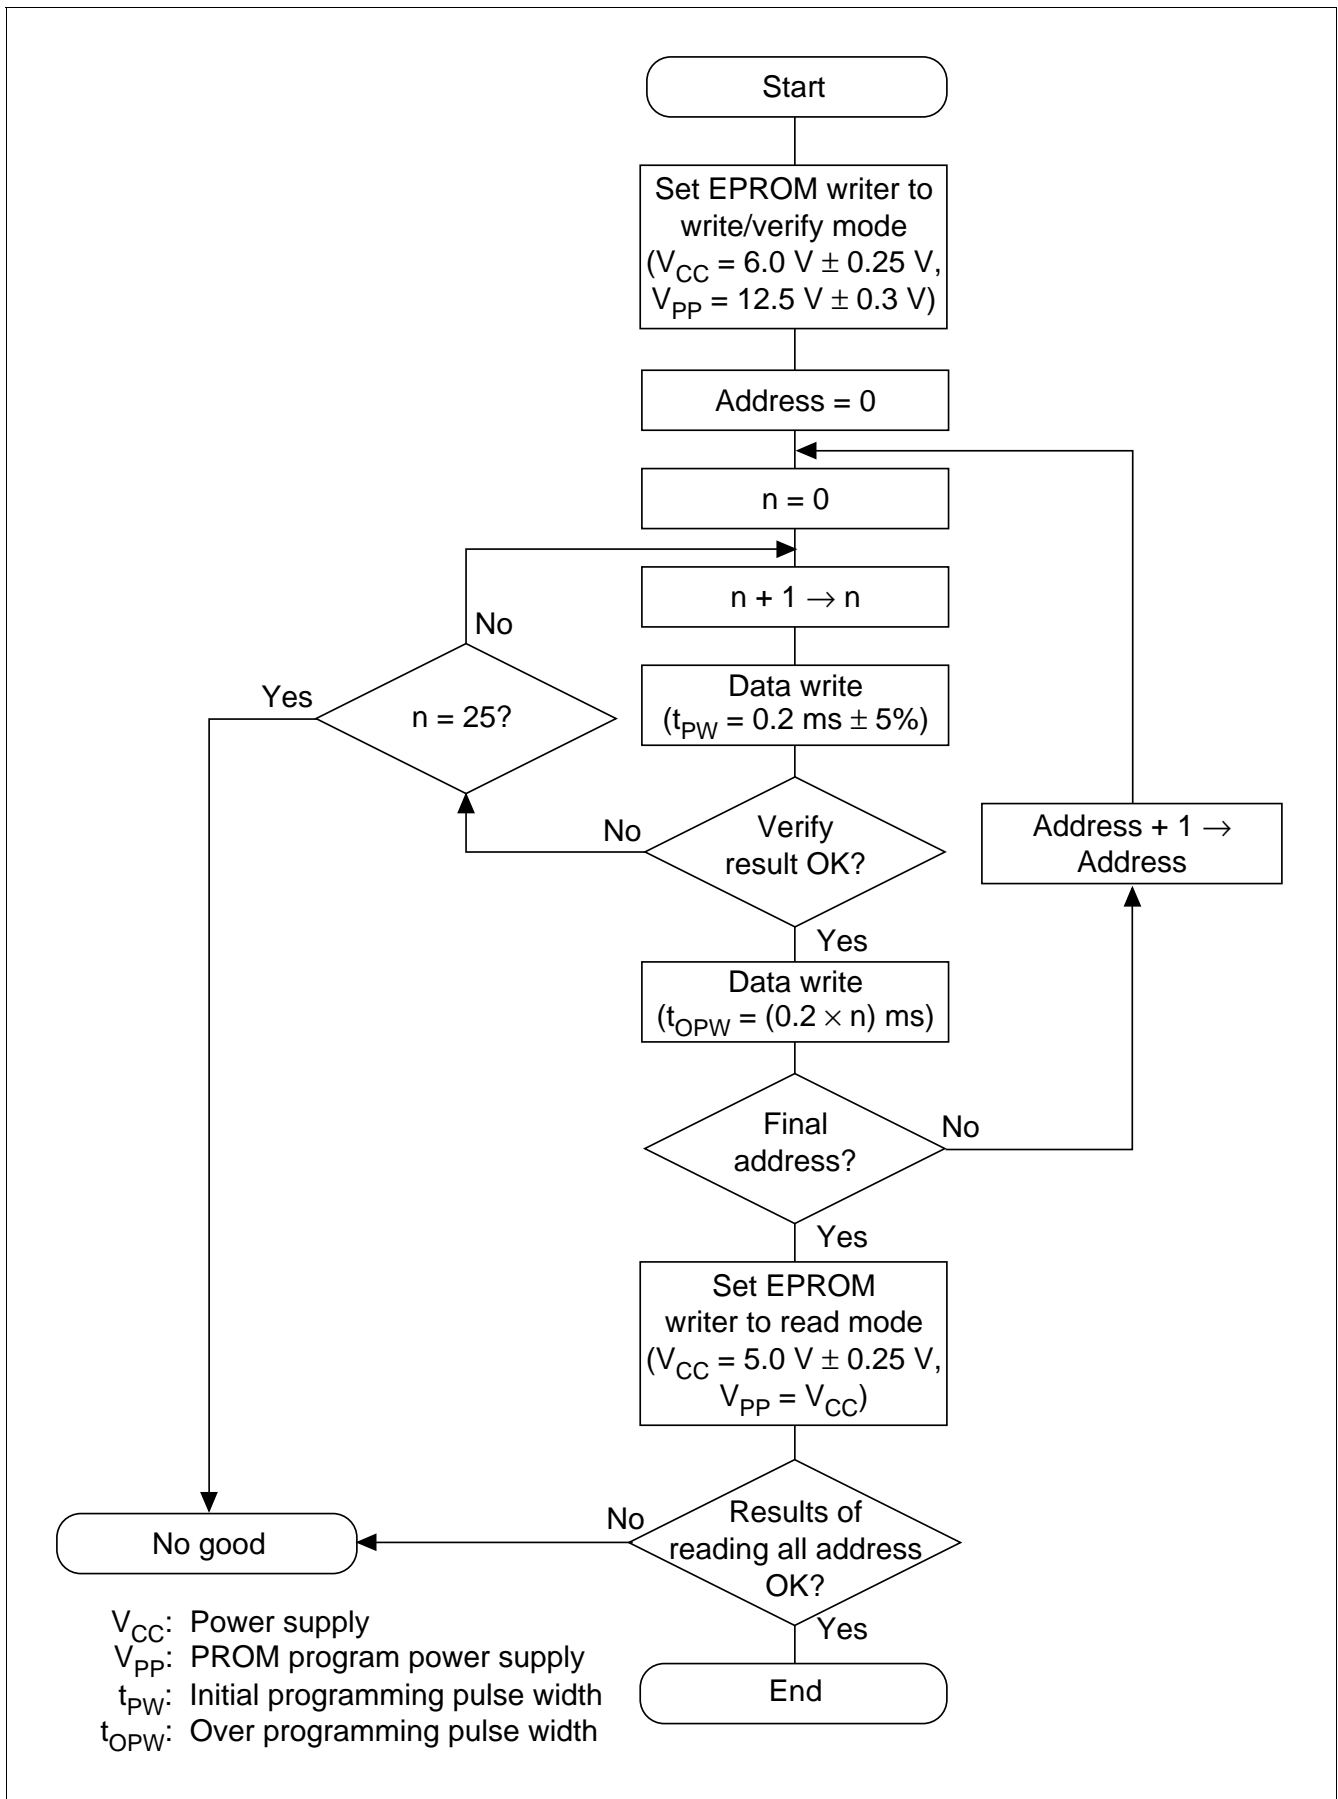 Start
Set EPROM writer to
write/verify mode
(VCC = 6.0 V ± 0.25 V,
VPP = 12.5 V ± 0.3 V)
Address = 0
n = 0
n + 1 → n
No
Yes
n = 25?
Data write
(tPW = 0.2 ms ± 5%)
No
Verify
result OK?
Address + 1 →
Address
Yes
Data write
(tOPW = (0.2 × n) ms)
Final
address?
No
Yes
Set EPROM
writer to read mode
(VCC = 5.0 V ± 0.25 V,
VPP = VCC)
No
Results of
reading all address
OK?
No good
Yes
End
VCC: Power supply
VPP: PROM program power supply
tPW: Initial programming pulse width
tOPW: Over programming pulse width